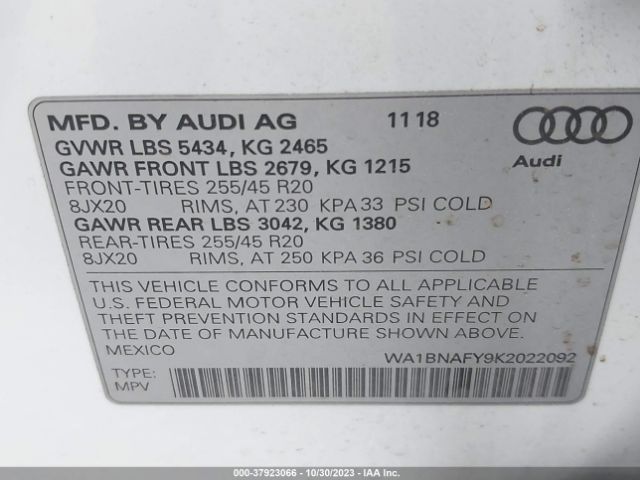 MFD. BY AUDI AG 11 18
GVWR LBS 5434, KG 2465
GAWR FRONT LBS 2679, KG 1215
FRONT-TIRES 255/45 R20
8JX20 RIMS, AT 230 KPA 33 PSI COLD
GAWR REAR LBS 3042, KG 1380
REAR-TIRES 255/45 R20
8JX20 RIMS, AT 250 KPA 36 PSI COLD
Audi
THIS VEHICLE CONFORMS TO ALL APPLICABLE
U.S. FEDERAL MOTOR VEHICLE SAFETY AND
THEFT PREVENTION STANDARDS IN EFFECT ON
THE DATE OF MANUFACTURE SHOWN ABOVE.
MEXICO WA1BNAFY9K2022092
TYPE:
MPV
000-37923066 - 10/30/2023 - IAAI.COM